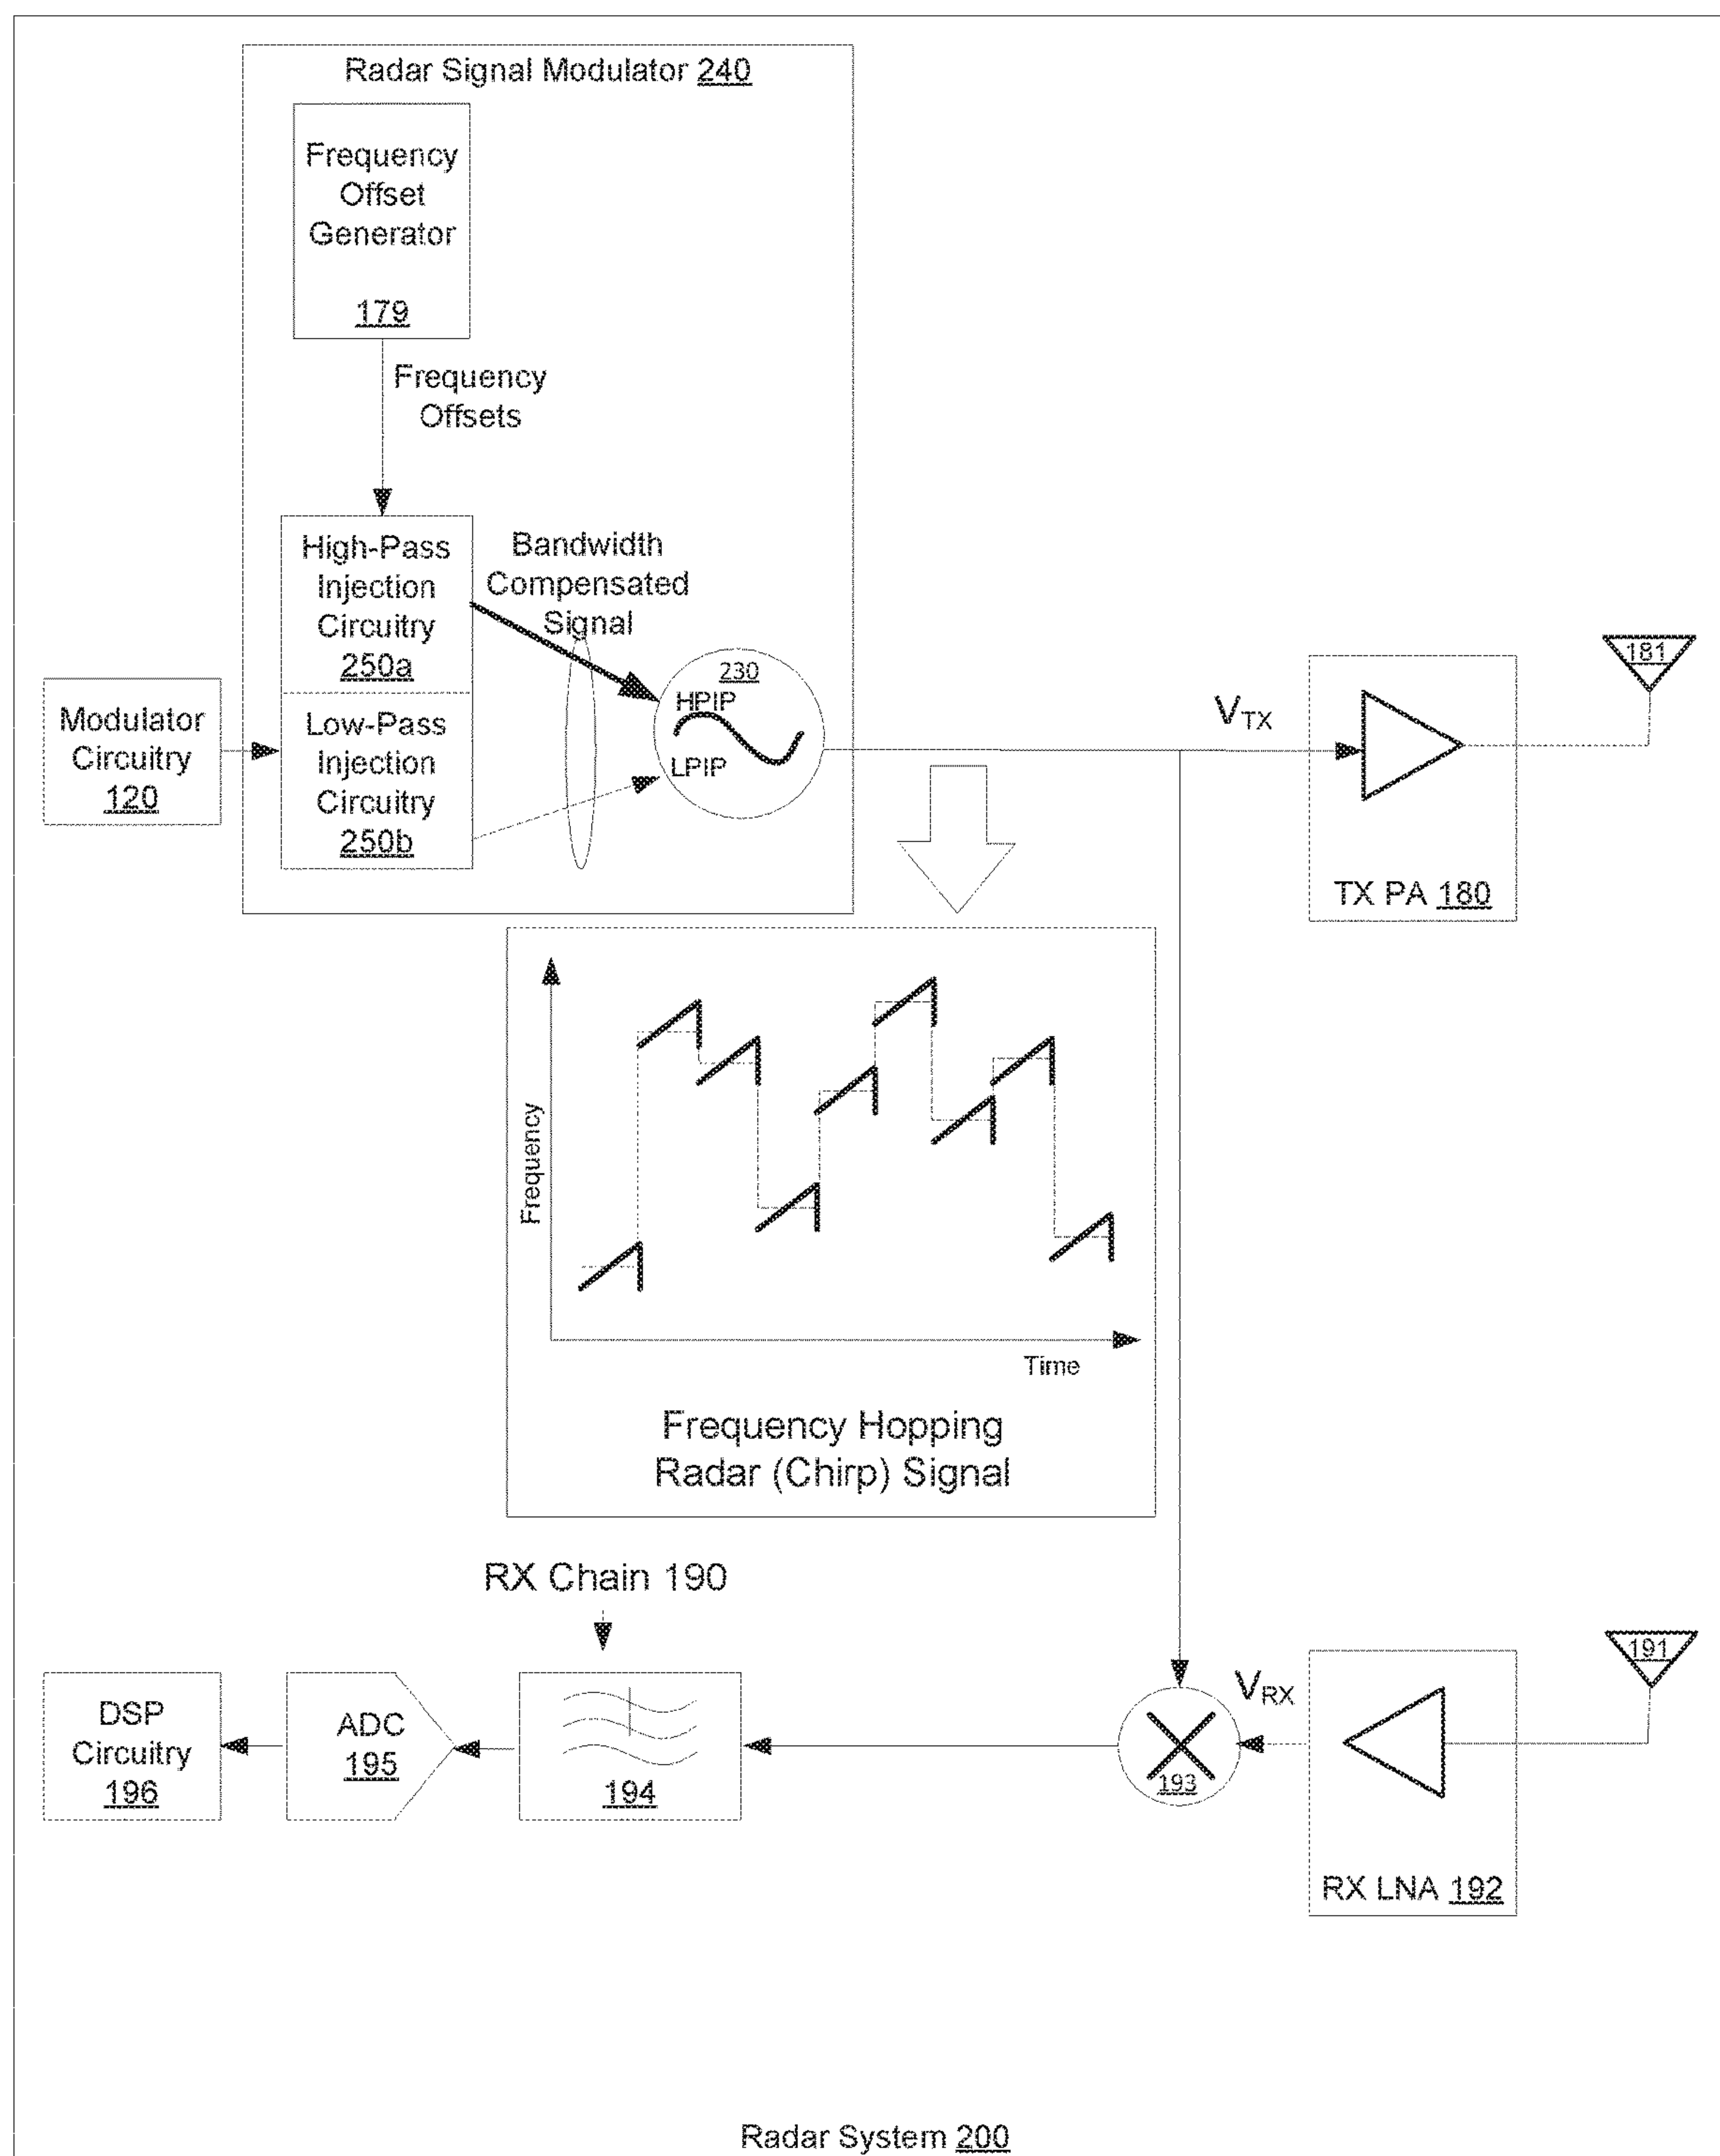 Radar Signal Modulator 240
Frequency
Offset
Generator
179
Frequency
Offsets
High-Pass
Injection
Circuitry
250a
Low-Pass
Injection
Circuitry
250b
Bandwidth
Compensated
Signal
230
HPIP
LPIP
Modulator
Circuitry
120
VTX
181
TX PA 180
Frequency
Time
Frequency Hopping
Radar (Chirp) Signal
RX Chain 190
DSP
Circuitry
196
ADC
195
194
193
VRX
191
RX LNA 192
Radar System 200